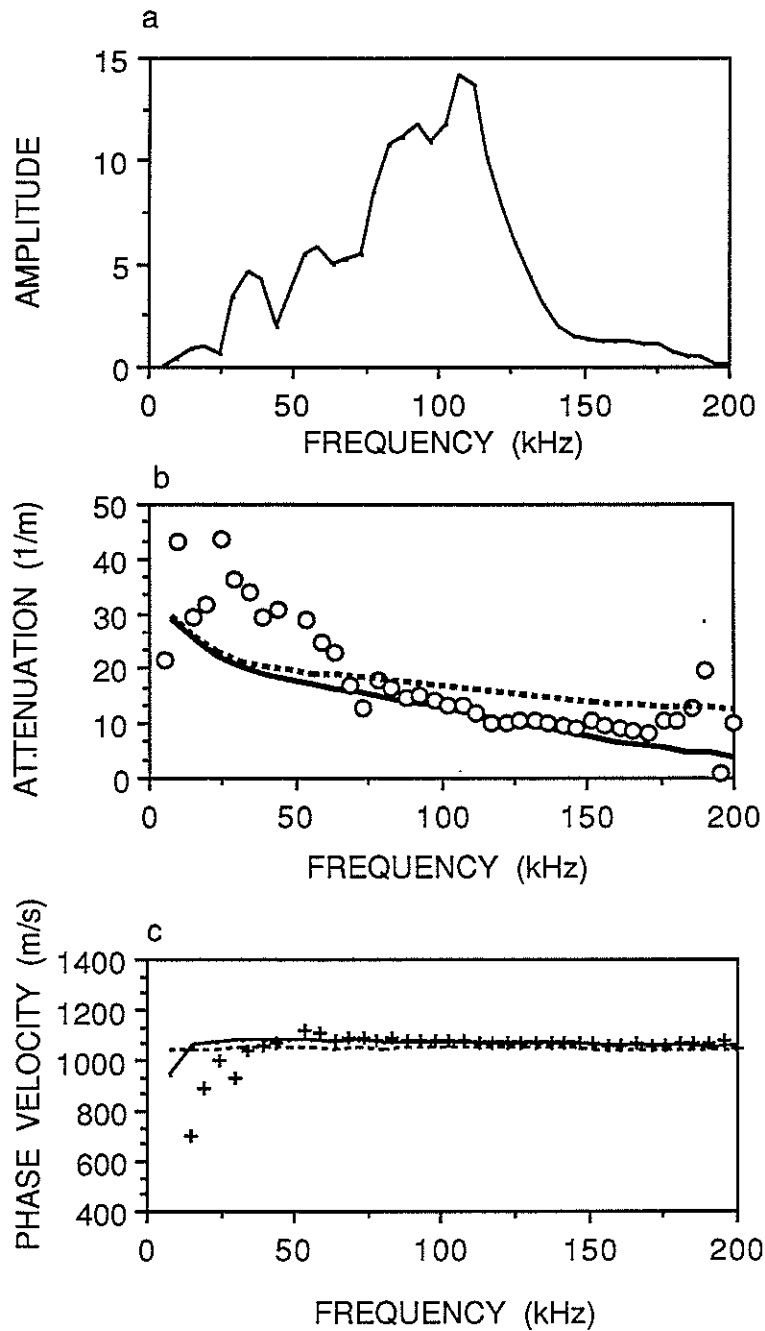 a
AMPLITUDE
15
10
5
0
0 50 100 150 200
FREQUENCY (kHz)
b
ATTENUATION (1/m)
50
40
30
20
10
0
0 50 100 150 200
FREQUENCY (kHz)
c
PHASE VELOCITY (m/s)
1400
1200
1000
800
600
400
0 50 100 150 200
FREQUENCY (kHz)